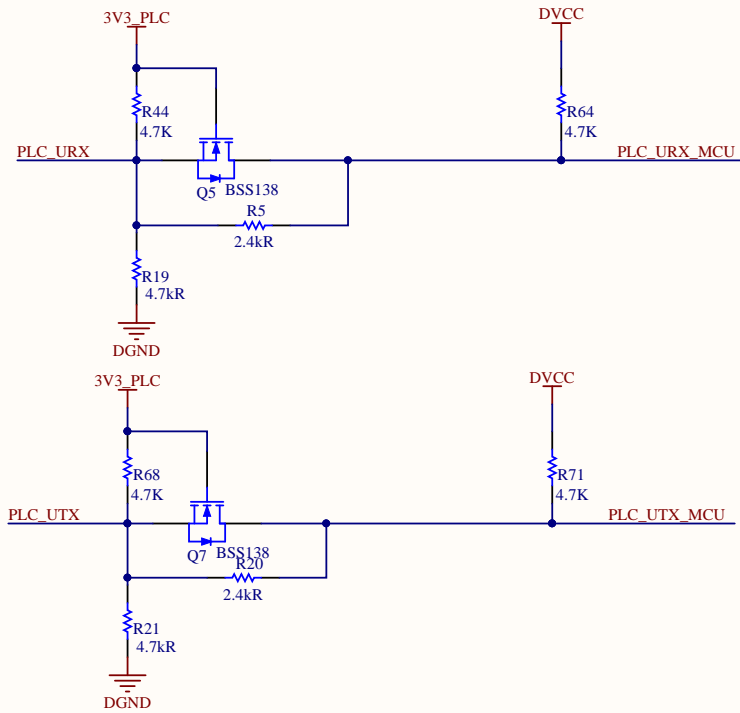 3V3_PLC
DVCC
R44
4.7K
R64
4.7K
PLC_URX
PLC_URX_MCU
Q5
BSS138
R5
2.4kR
R19
4.7kR
DGND
3V3_PLC
DVCC
R68
4.7K
R71
4.7K
PLC_UTX
PLC_UTX_MCU
Q7
BSS138
R20
2.4kR
R21
4.7kR
DGND